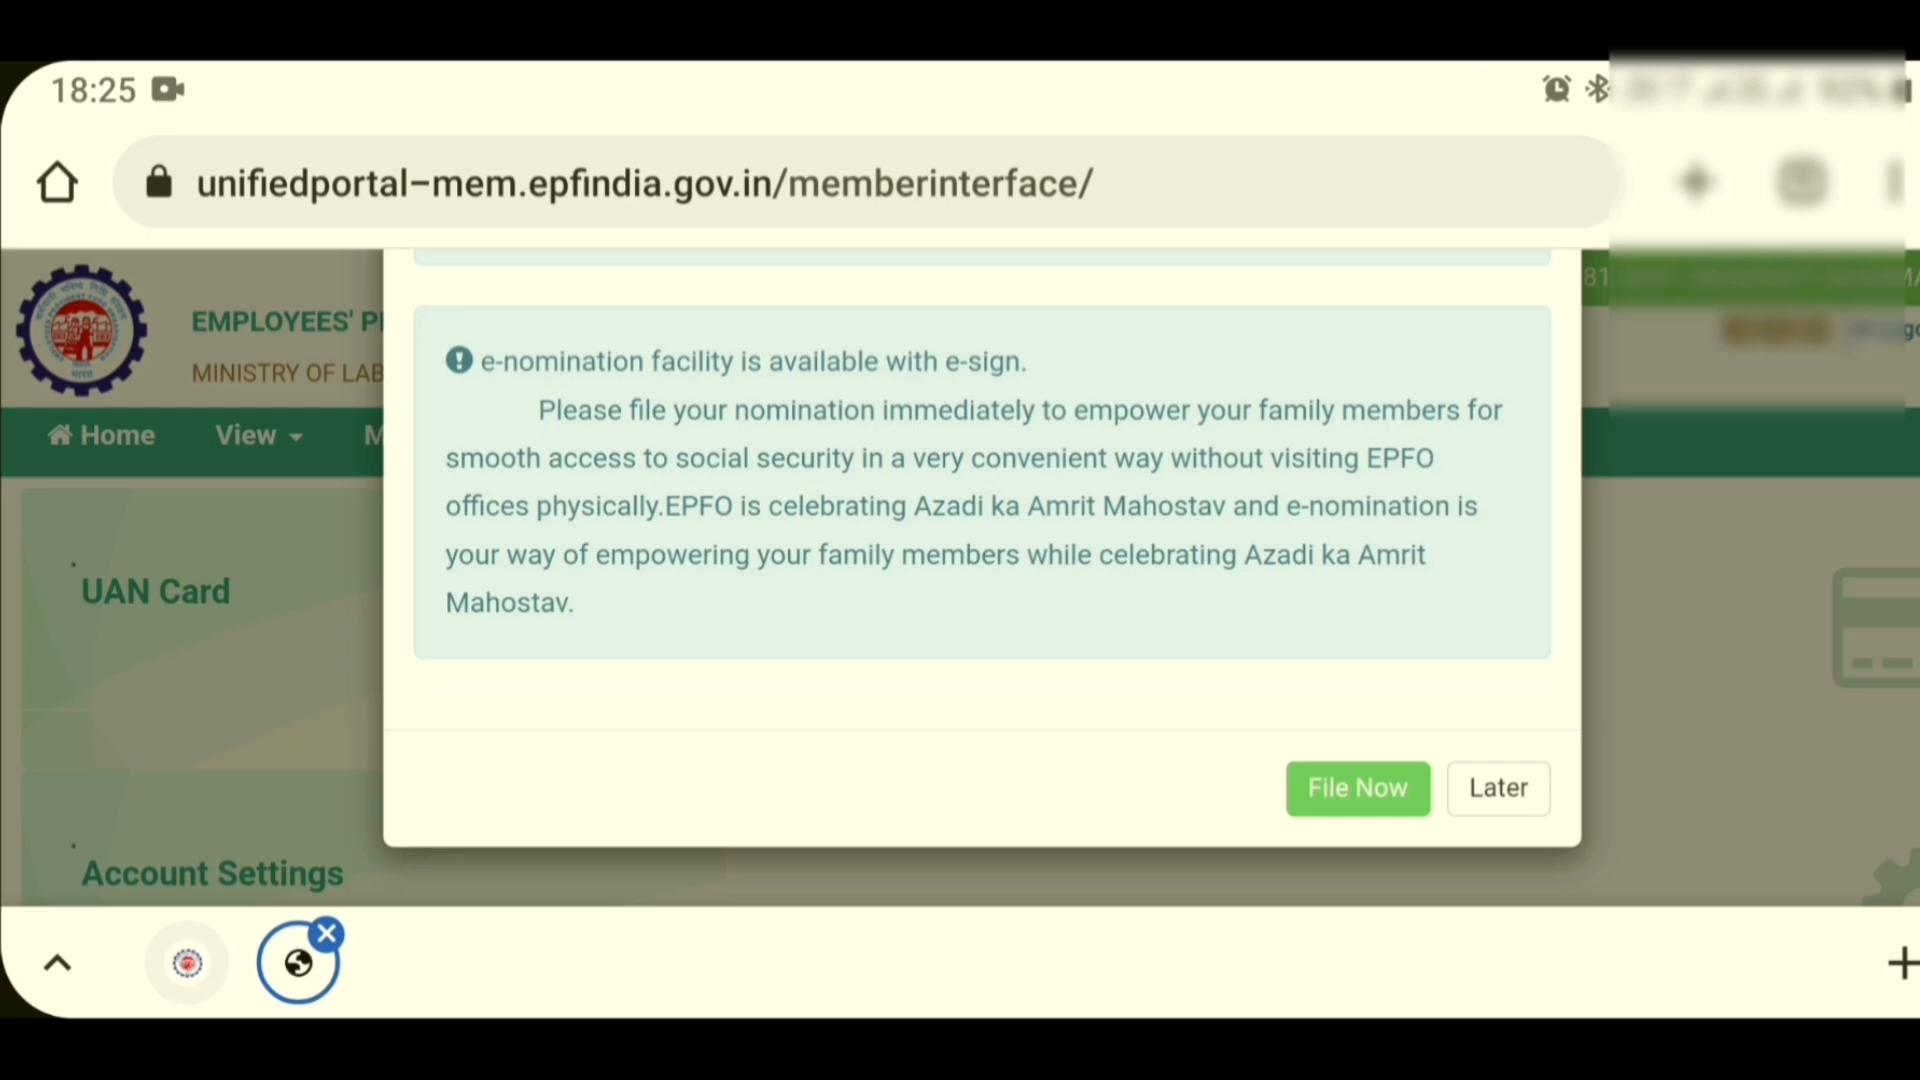 18:25
unifiedportal-mem.epfindia.gov.in/memberinterface/
81
EMPLOYEES' P
MINISTRY OF LAB
Home View M
e-nomination facility is available with e-sign.
Please file your nomination immediately to empower your family members for
smooth access to social security in a very convenient way without visiting EPFO
offices physically.EPFO is celebrating Azadi ka Amrit Mahostav and e-nomination is
your way of empowering your family members while celebrating Azadi ka Amrit
Mahostav.
UAN Card
File Now Later
Account Settings